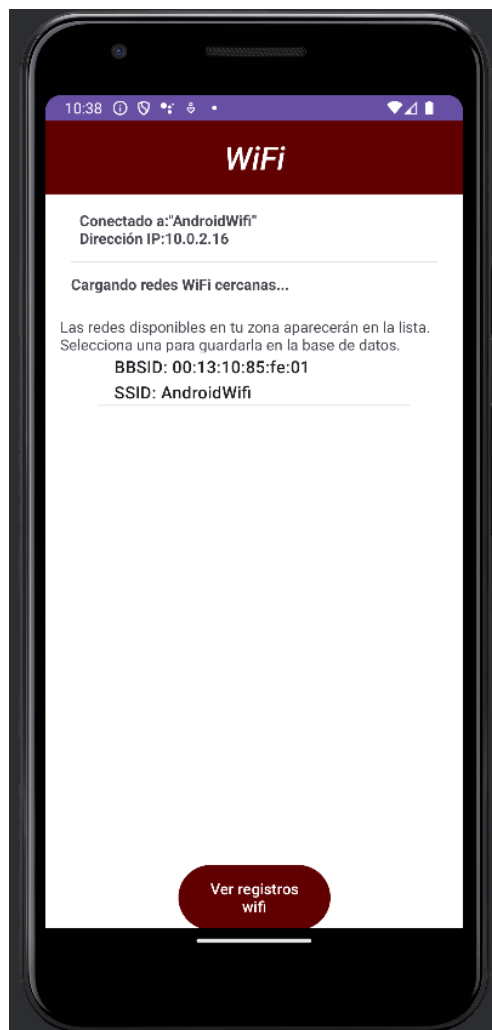 10:38
WiFi
Conectado a:"AndroidWifi"
Dirección IP:10.0.2.16
Cargando redes WiFi cercanas...
Las redes disponibles en tu zona aparecerán en la lista.
Selecciona una para guardarla en la base de datos.
BBSID: 00:13:10:85:fe:01
SSID: AndroidWifi
Ver registros
wifi